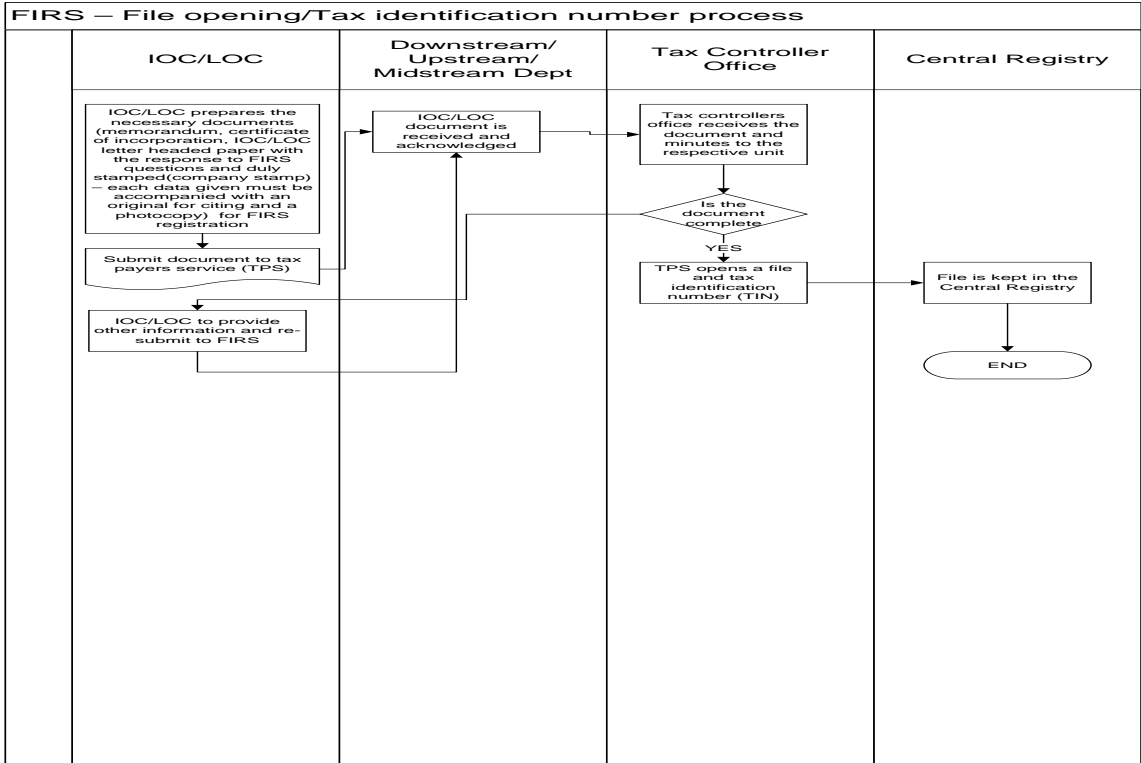 FIRS – File opening/Tax identification number process
IOC/LOC
Downstream/
Upstream/
Midstream Dept
Tax Controller
Office
Central Registry
IOC/LOC prepares the
necessary documents
(memorandum, certificate
of incorporation, IOC/LOC
letter headed paper with
the response to FIRS
questions and duly
stamped(company stamp)
– each data given must be
accompanied with an
original for citing and a
photocopy) for FIRS
registration
Submit document to tax
payers service (TPS)
IOC/LOC to provide
other information and re-
submit to FIRS
IOC/LOC
document is
received and
acknowledged
Tax controllers
office receives the
document and
minutes to the
respective unit
Is the
document
complete
YES
TPS opens a file
and tax
identification
number (TIN)
File is kept in the
Central Registry
END